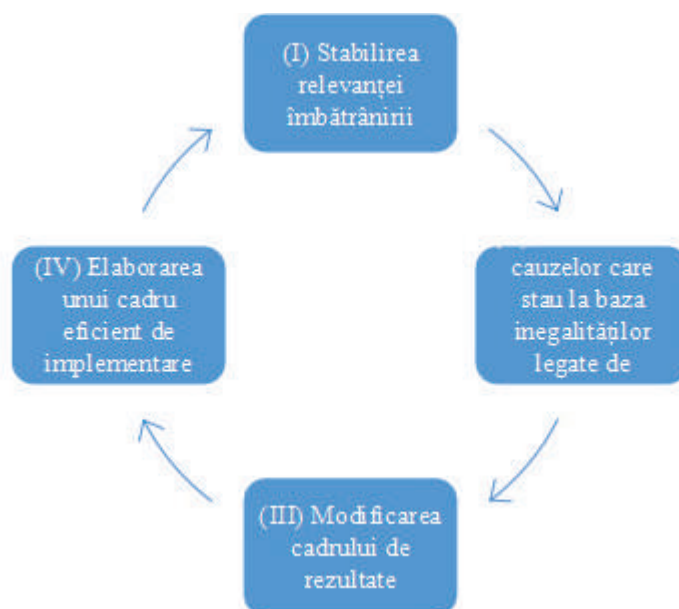 (I) Stabilirea
relevanței
îmbătrânirii
cauzelor care
stau la baza
inegalităților
legate de
(III) Modificarea
cadrului de
rezultate
(IV) Elaborarea
unui cadru
eficient de
implementare